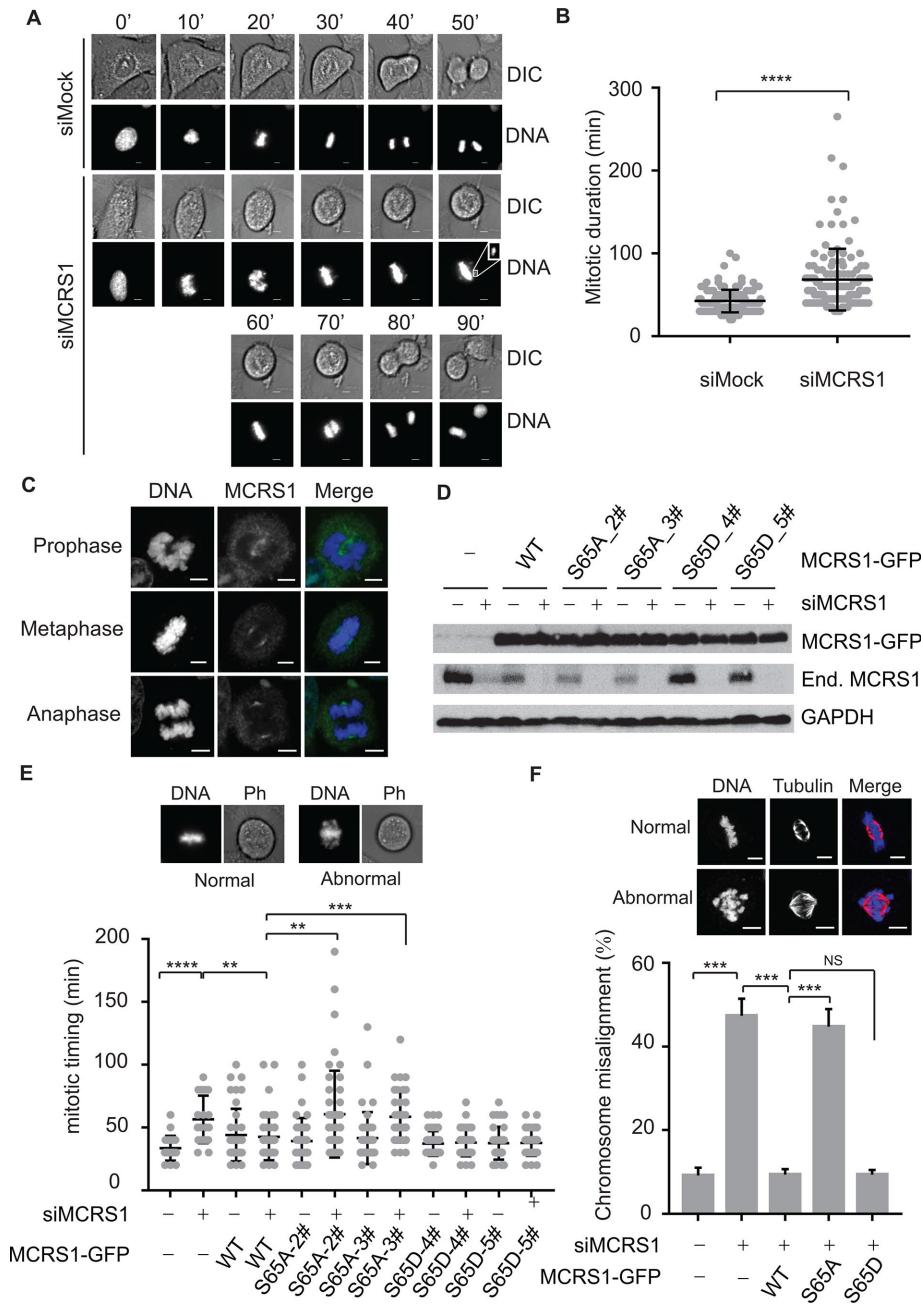 A
0' 10' 20' 30' 40' 50'
siMock
DIC
DNA
siMCRS1
DIC
DNA
60' 70' 80' 90'
DIC
DNA
B
Mitotic duration (min)
****
300
200
100
0
siMock siMCRS1
C
DNA MCRS1 Merge
Prophase
Metaphase
Anaphase
D
– WT S65A_2# S65A_3# S65D_4# S65D_5# MCRS1-GFP
– + – + – + – + – + – + siMCRS1
MCRS1-GFP
End. MCRS1
GAPDH
E
DNA Ph DNA Ph
Normal Abnormal
mitotic timing (min)
***
**
**** **
200
150
100
50
0
siMCRS1 – + – + – + – + – + – +
MCRS1-GFP – – WT WT S65A-2# S65A-2# S65A-3# S65A-3# S65D-4# S65D-4# S65D-5# S65D-5#
F
DNA Tubulin Merge
Normal
Abnormal
Chromosome misalignment (%)
NS
*** *** ***
60
40
20
0
siMCRS1 – + + + +
MCRS1-GFP – – WT S65A S65D